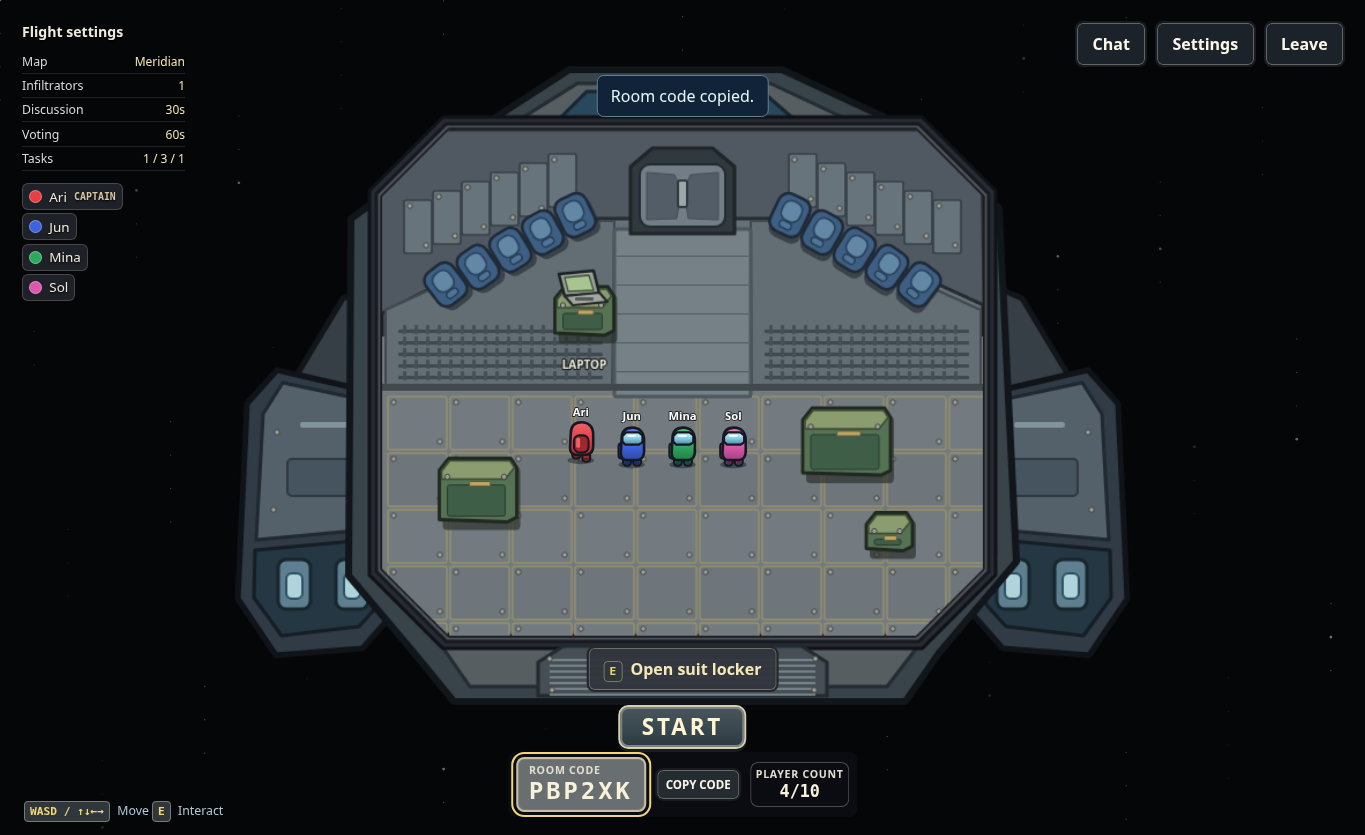 Flight settings
Map Meridian
Infiltrators 1
Discussion 30s
Voting 60s
Tasks 1 / 3 / 1
Ari CAPTAIN
Jun
Mina
Sol
Chat Settings Leave
Room code copied.
LAPTOP
Ari Jun Mina Sol
E Open suit locker
START
ROOM CODE
PBP2XK
COPY CODE
PLAYER COUNT
4/10
WASD / ↑↓←→ Move E Interact